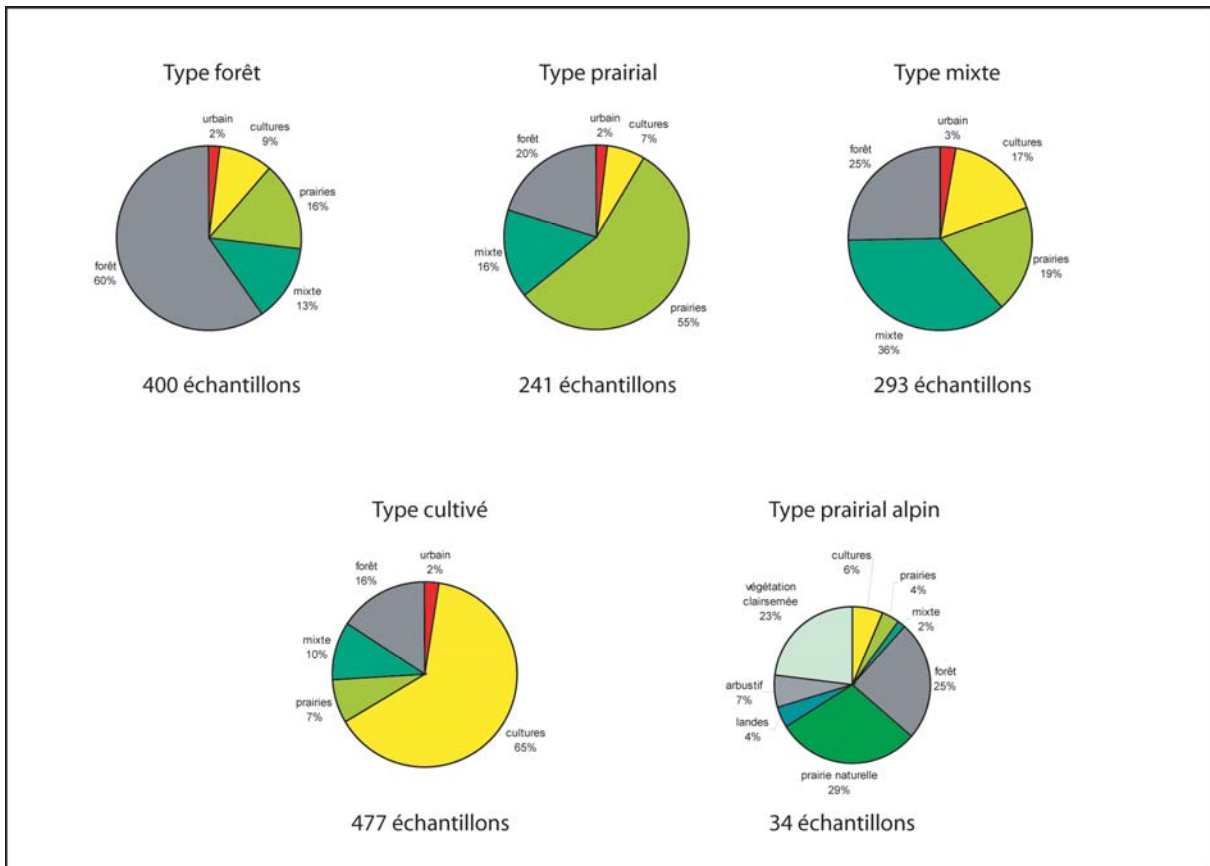 Type forêt
urbain
2%
cultures
9%
prairies
16%
mixte
13%
forêt
60%
400 échantillons
Type prairial
urbain
2%
cultures
7%
prairies
55%
mixte
16%
forêt
20%
241 échantillons
Type mixte
urbain
3%
cultures
17%
prairies
19%
mixte
36%
forêt
25%
293 échantillons
Type cultivé
urbain
2%
cultures
65%
prairies
7%
mixte
10%
forêt
16%
477 échantillons
Type prairial alpin
cultures
6%
prairies
4%
mixte
2%
forêt
25%
prairie naturelle
29%
landes
4%
arbustif
7%
végétation
clairsemée
23%
34 échantillons